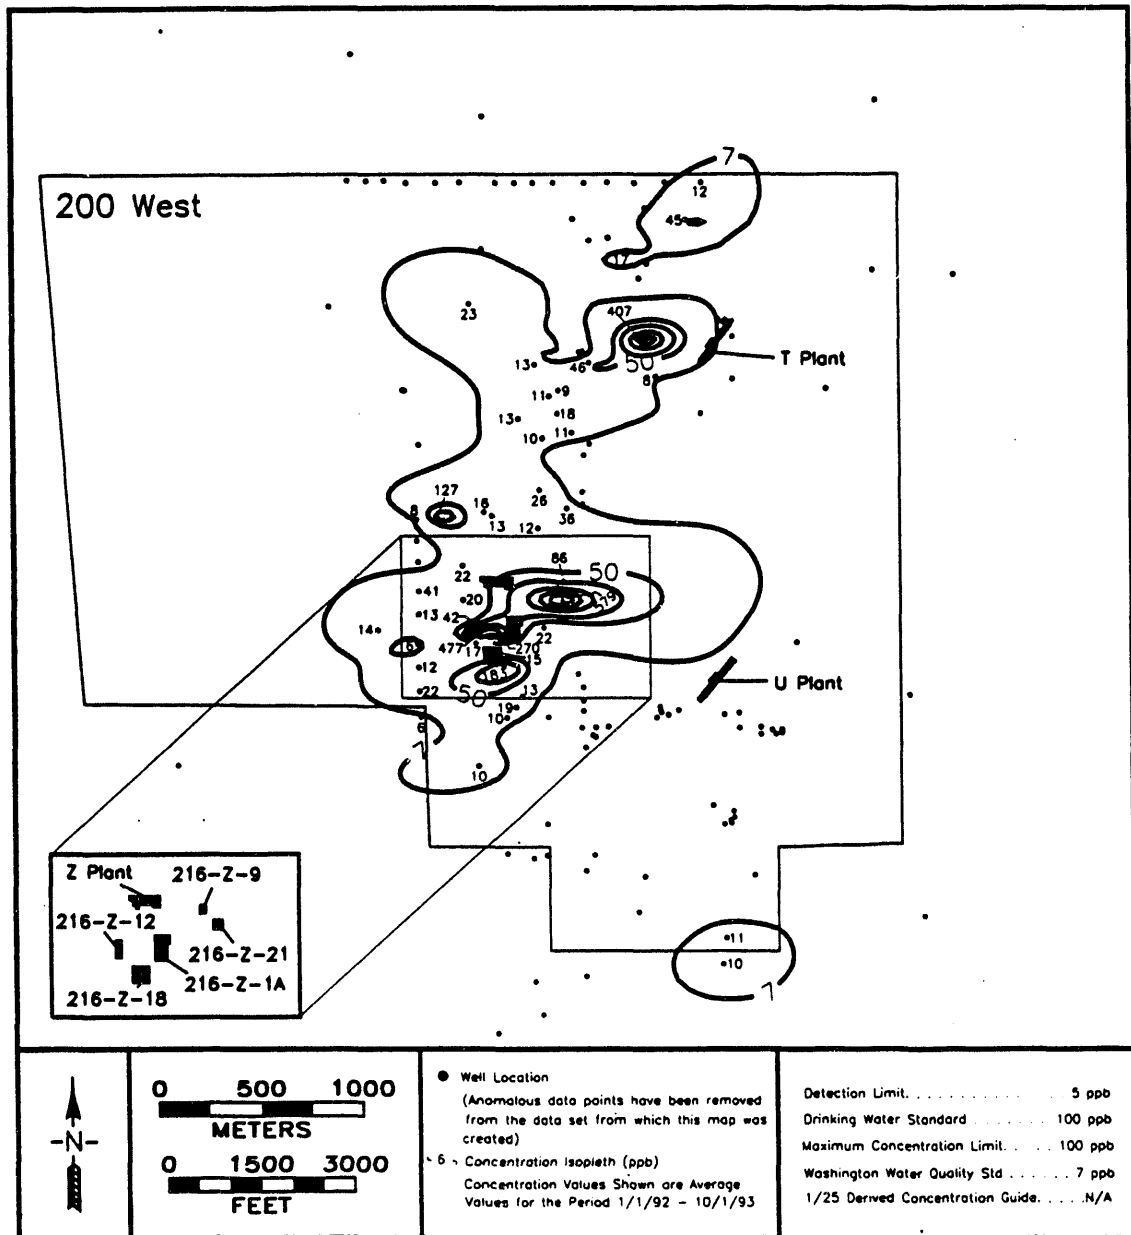 7
200 West
12
45
17
23
407
T Plant
13
46
50
8
11
9
13
18
10
11
127
26
8
16
13
36
12
86
22
50
41
20
579
13
42
14
22
6
477
17
270
15
12
183
22
50
13
U Plant
19
10
6
7
10
Z Plant
216-Z-9
216-Z-12
216-Z-21
216-Z-1A
216-Z-18
11
10
7
0 500 1000
METERS
0 1500 3000
FEET
-N-
Well Location
(Anomalous data points have been removed
from the data set from which this map was
created)
6 Concentration Isopleth (ppb)
Concentration Values Shown are Average
Values for the Period 1/1/92 - 10/1/93
Detection Limit. . . . . . . . . . . 5 ppb
Drinking Water Standard . . . . . . . 100 ppb
Maximum Concentration Limit. . . 100 ppb
Washington Water Quality Std . . . . . 7 ppb
1/25 Derived Concentration Guide. . . . .N/A